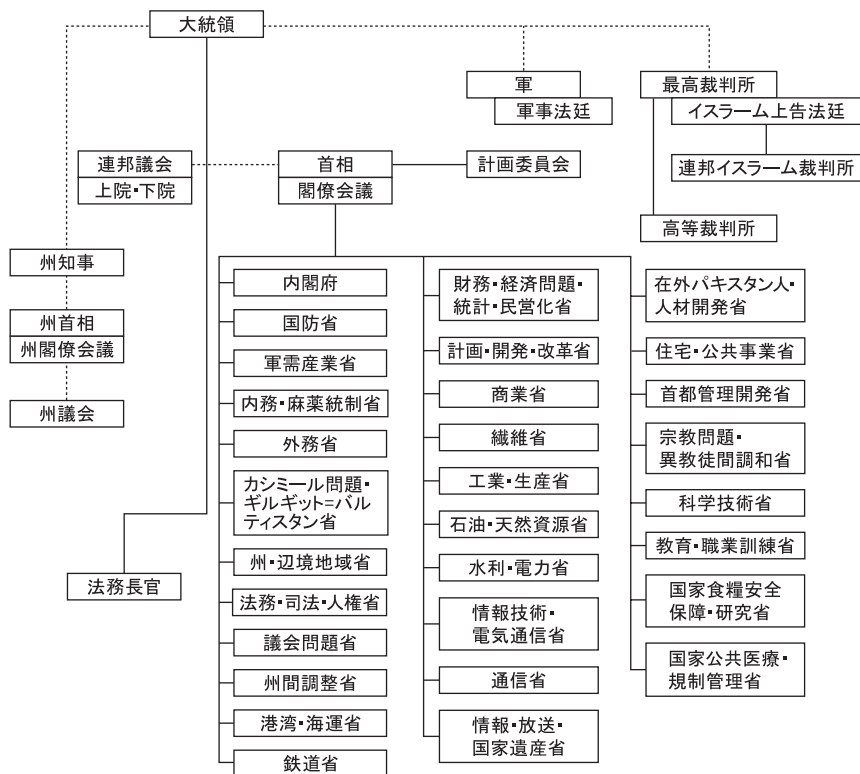 大統領
軍
軍事法廷
最高裁判所
イスラーム上告法廷
連邦イスラーム裁判所
高等裁判所
連邦議会
上院・下院
首相
閣僚会議
計画委員会
州知事
州首相
州閣僚会議
州議会
法務長官
内閣府
国防省
軍需産業省
内務・麻薬統制省
外務省
カシミール問題・
ギルギット=バル
ティスタン省
州・辺境地域省
法務・司法・人権省
議会問題省
州間調整省
港湾・海運省
鉄道省
財務・経済問題・
統計・民営化省
計画・開発・改革省
商業省
繊維省
工業・生産省
石油・天然資源省
水利・電力省
情報技術・
電気通信省
通信省
情報・放送・
国家遺産省
在外パキスタン人・
人材開発省
住宅・公共事業省
首都管理開発省
宗教問題・
異教徒間調和省
科学技術省
教育・職業訓練省
国家食糧安全
保障・研究省
国家公共医療・
規制管理省